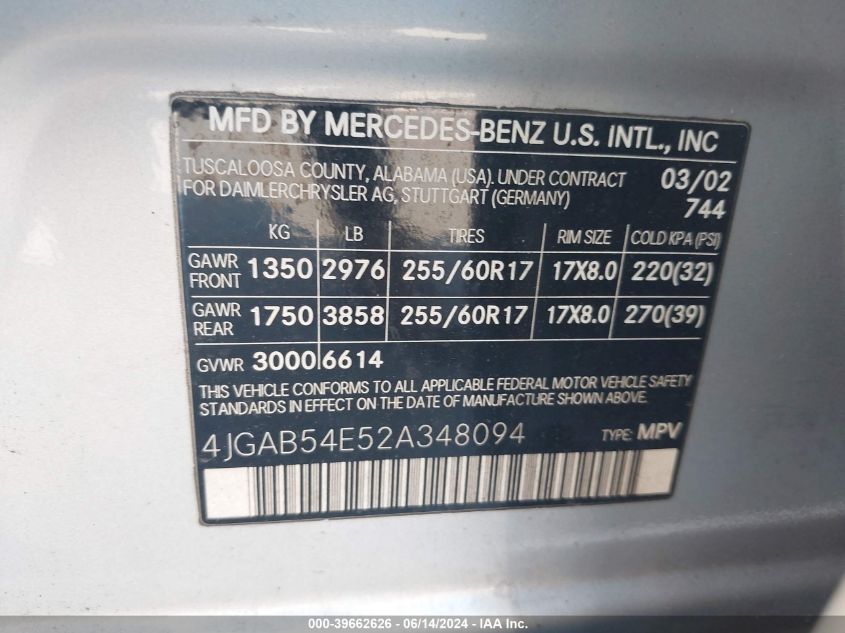 MFD BY MERCEDES-BENZ U.S. INTL., INC
TUSCALOOSA COUNTY, ALABAMA (USA). UNDER CONTRACT 03/02
FOR DAIMLERCHRYSLER AG, STUTTGART (GERMANY) 744
KG LB TIRES RIM SIZE COLD KPA (PSI)
GAWR FRONT 1350 2976 255/60R17 17X8.0 220(32)
GAWR REAR 1750 3858 255/60R17 17X8.0 270(39)
GVWR 3000 6614
THIS VEHICLE CONFORMS TO ALL APPLICABLE FEDERAL MOTOR VEHICLE SAFETY
STANDARDS IN EFFECT ON THE DATE OF MANUFACTURE SHOWN ABOVE.
4JGAB54E52A348094 TYPE: MPV
000-39662626 - 06/14/2024 - IAA Inc.